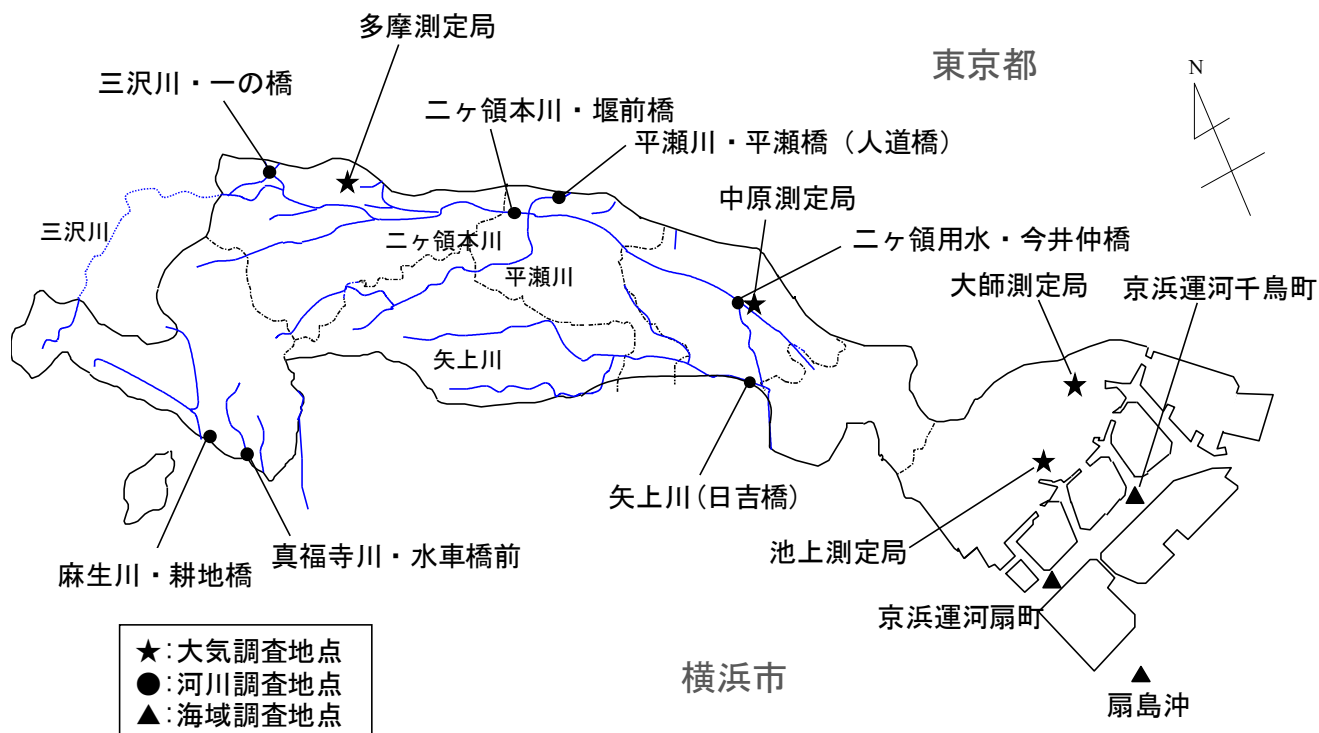 多摩測定局
東京都
三沢川・一の橋
N
二ヶ領本川・堰前橋
平瀬川・平瀬橋（人道橋）
中原測定局
三沢川
二ヶ領本川
二ヶ領用水・今井仲橋
平瀬川
大師測定局
京浜運河千鳥町
矢上川
矢上川(日吉橋)
池上測定局
真福寺川・水車橋前
麻生川・耕地橋
京浜運河扇町
★:大気調査地点
●:河川調査地点
▲:海域調査地点
横浜市
扇島沖